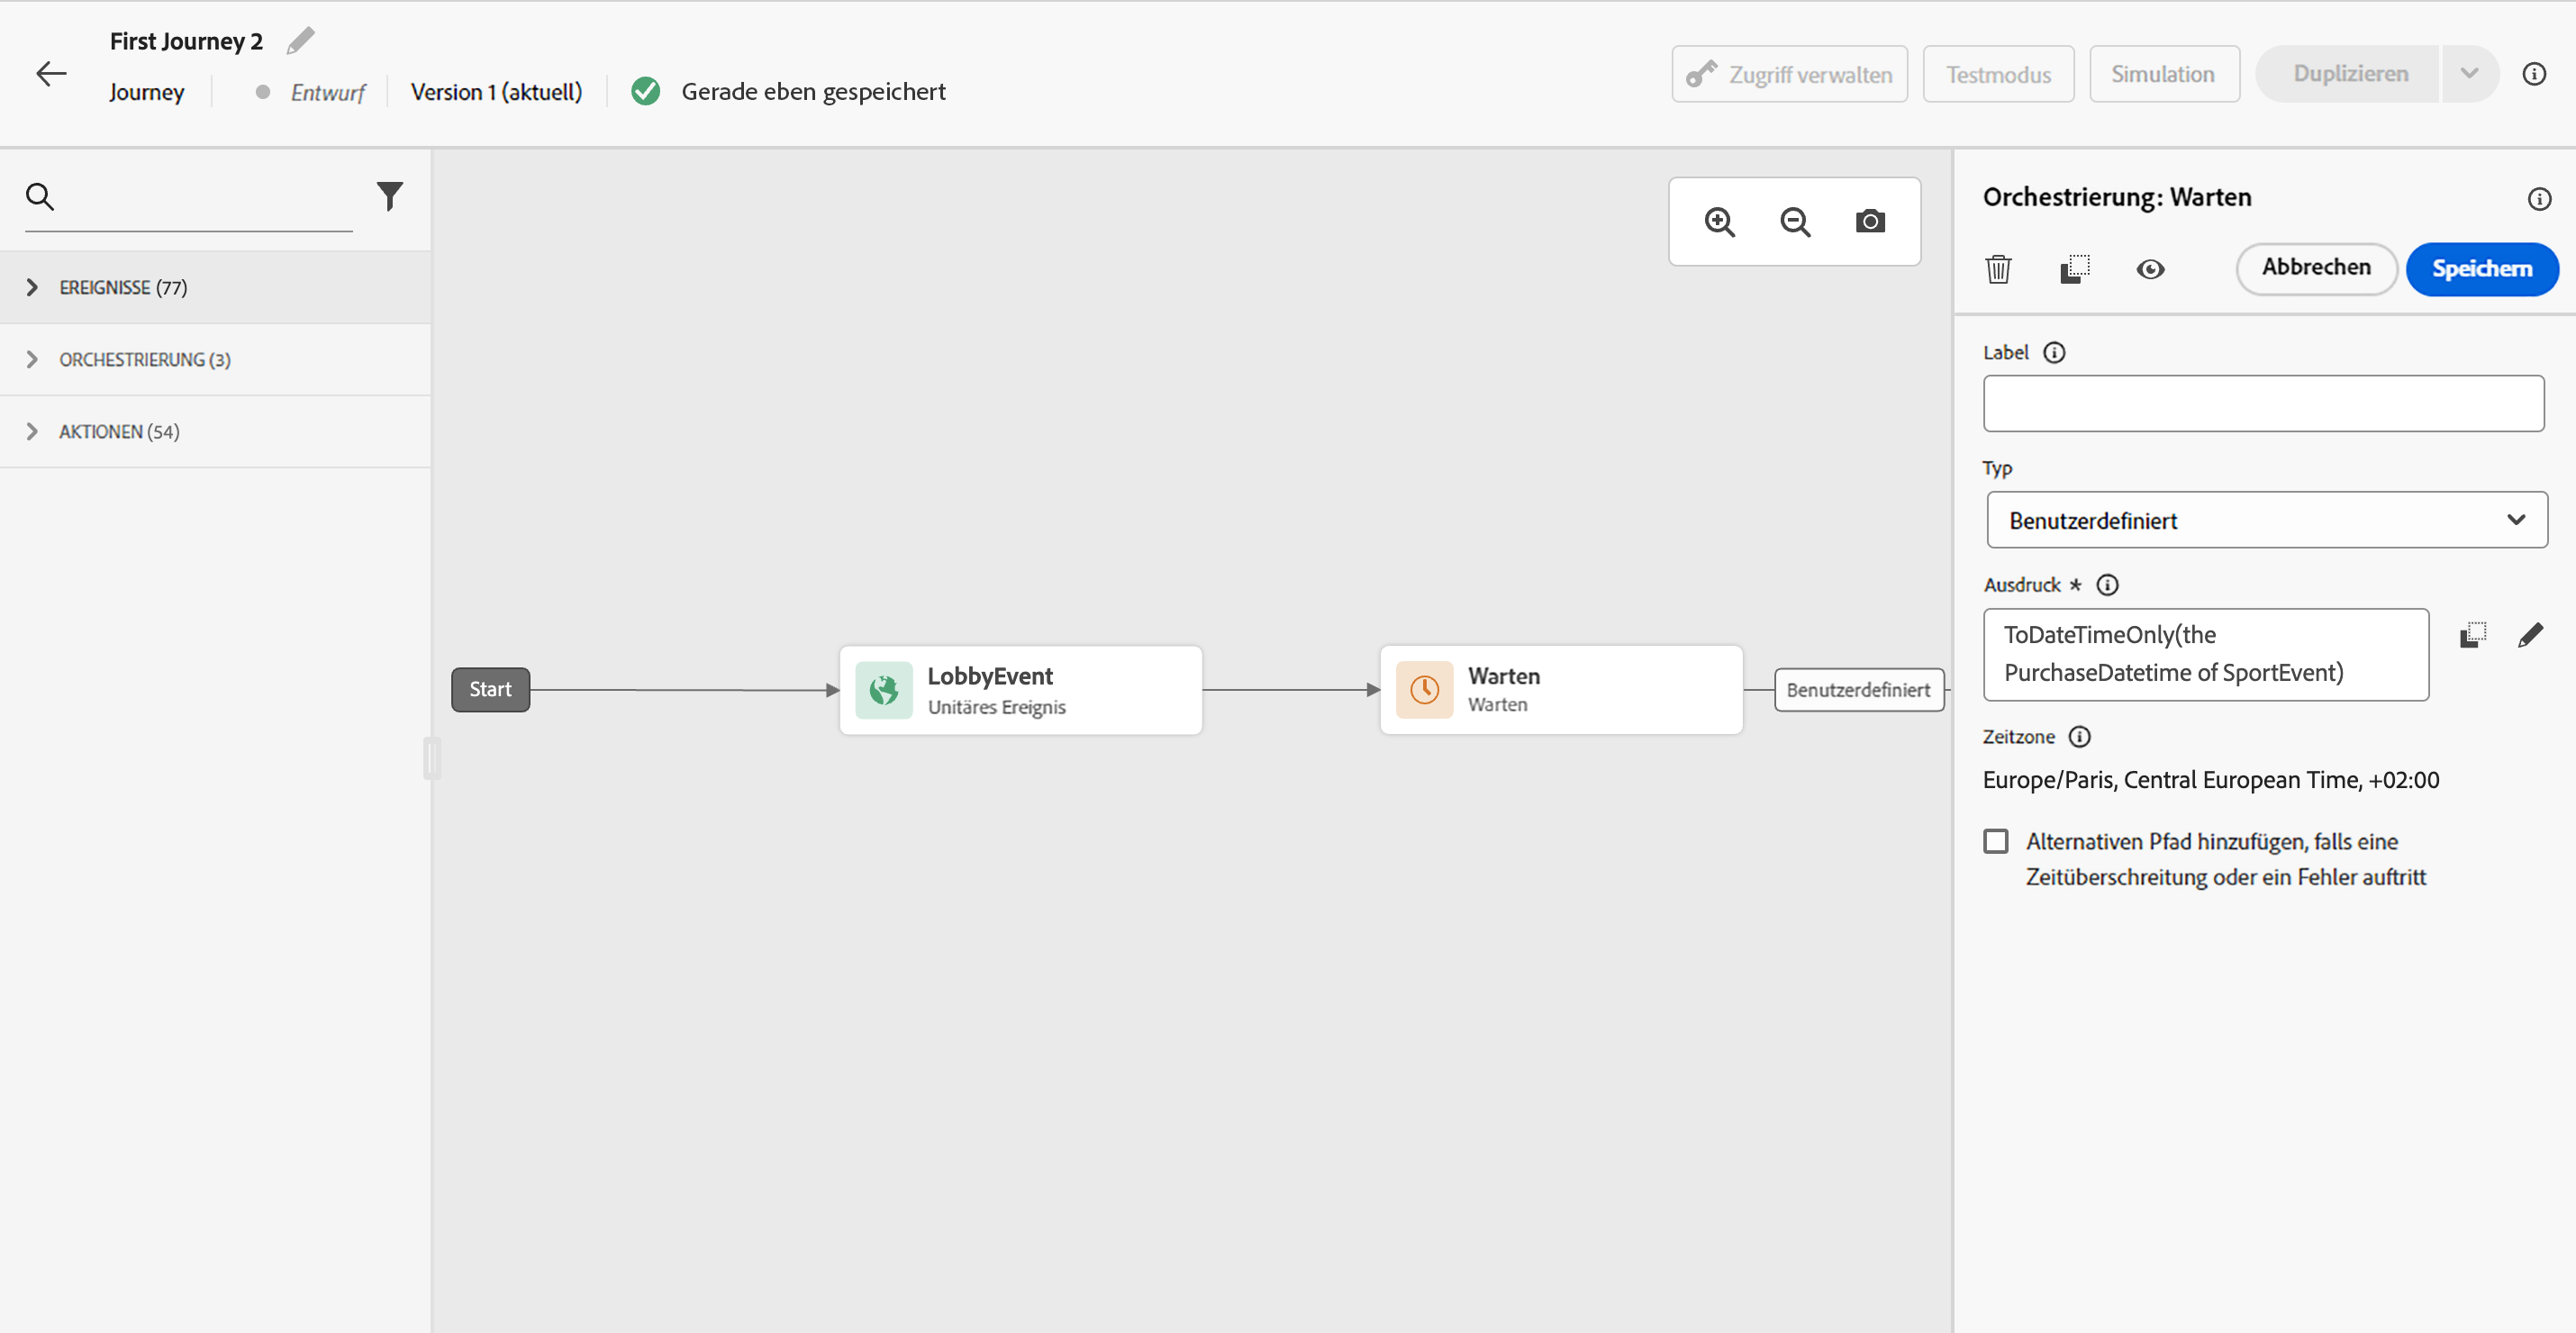 First Journey 2
Journey
Entwurf
Version 1 (aktuell)
Gerade eben gespeichert
Zugriff verwalten
Testmodus
Simulation
Duplizieren
EREIGNISSE (77)
ORCHESTRIERUNG (3)
AKTIONEN (54)
Start
LobbyEvent
Unitäres Ereignis
Warten
Warten
Benutzerdefiniert
Orchestrierung: Warten
Abbrechen
Speichern
Label
Typ
Benutzerdefiniert
Ausdruck *
ToDateTimeOnly(the
PurchaseDatetime of SportEvent)
Zeitzone
Europe/Paris, Central European Time, +02:00
Alternativen Pfad hinzufügen, falls eine
Zeitüberschreitung oder ein Fehler auftritt